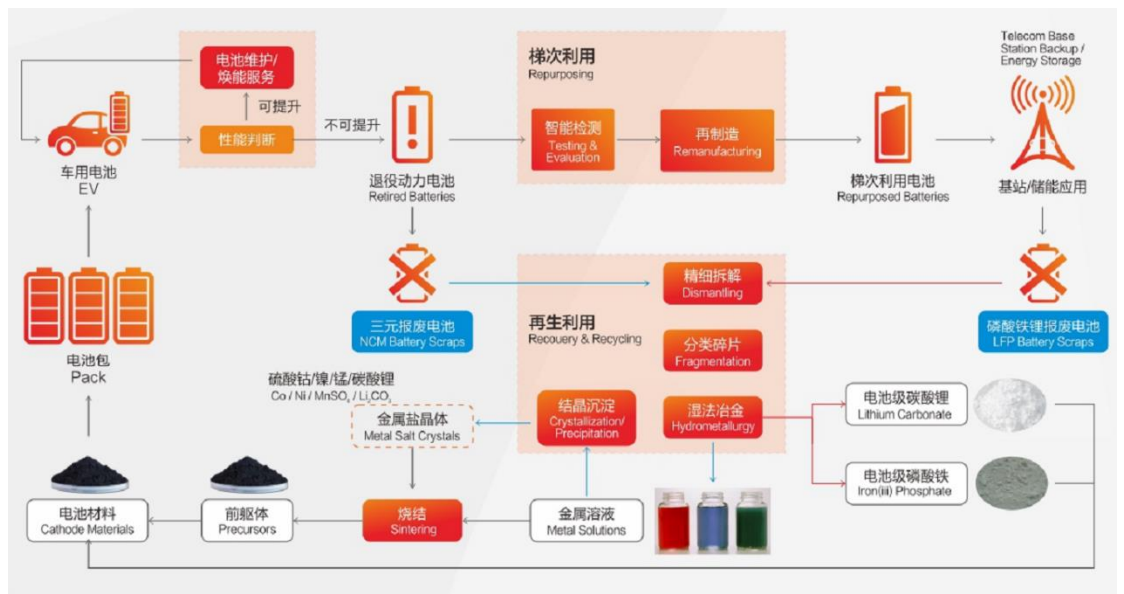 电池维护/
焕能服务
可提升
性能判断
不可提升
车用电池
EV
退役动力电池
Retired Batteries
梯次利用
Repurposing
智能检测
Testing &
Evaluation
再制造
Remanufacturing
梯次利用电池
Repurposed Batteries
Telecom Base
Station Backup /
Energy Storage
基站/储能应用
电池包
Pack
三元报废电池
NCM Battery Scraps
再生利用
Recouery & Recycling
精细拆解
Dismantling
分类碎片
Fragmentation
湿法冶金
Hydrometallurgy
结晶沉淀
Crystallization/
Precipitation
磷酸铁锂报废电池
LFP Battery Scraps
硫酸钴/镍/锰/碳酸锂
Co / Ni / MnSO₄ / Li₂CO₃
金属盐晶体
Metal Salt Crystals
电池级碳酸锂
Lithium Carbonate
电池级磷酸铁
Iron(iii) Phosphate
电池材料
Cathode Materials
前躯体
Precursors
烧结
Sintering
金属溶液
Metal Solutions